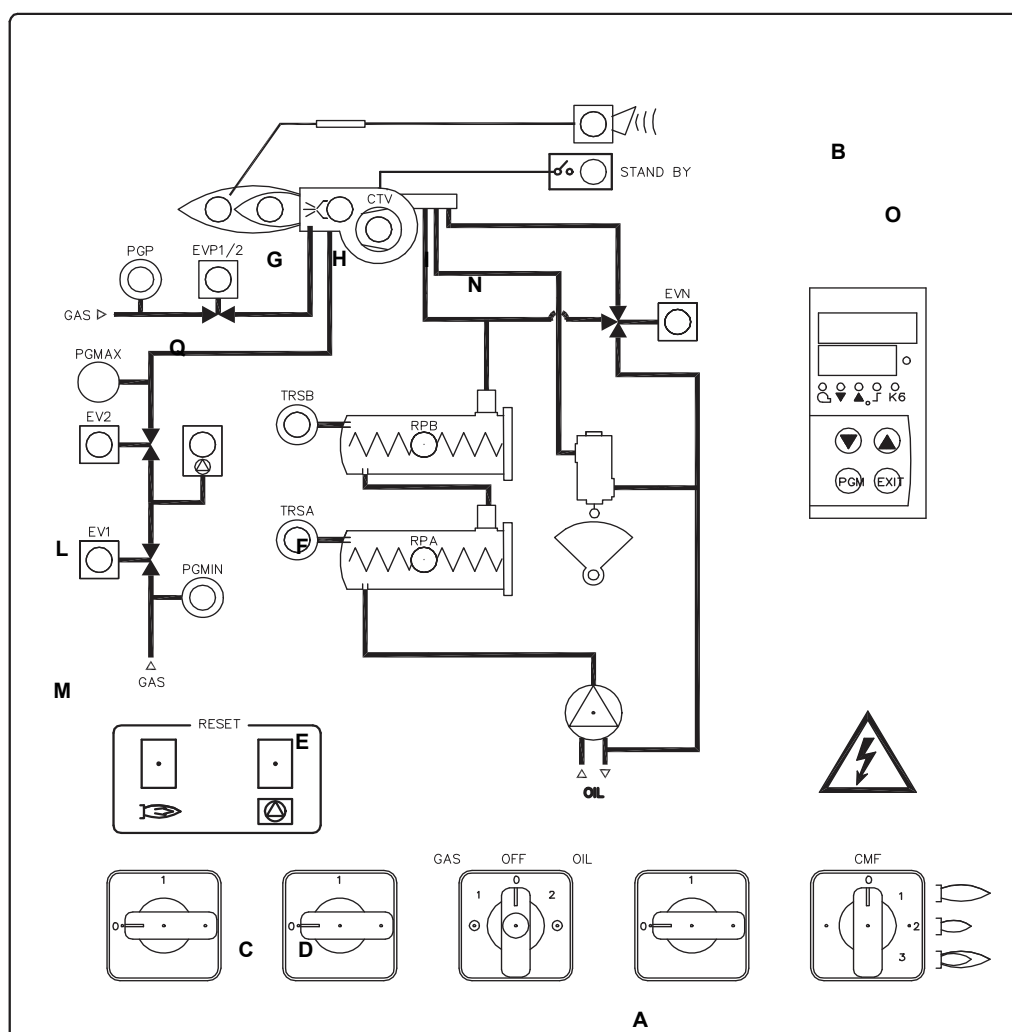 B
STAND BY
CTV
O
PGP
EVP1/2
G
H
I
N
GAS
EVN
Q
PGMAX
TRSB
EV2
RPB
K6
PGM
EXIT
TRSA
L
EV1
F
RPA
PGMIN
GAS
M
RESET
E
OIL
GAS
OFF
OIL
CMF
1
1
0
1
0
1
2
1
2
3
0
0
0
C
D
A